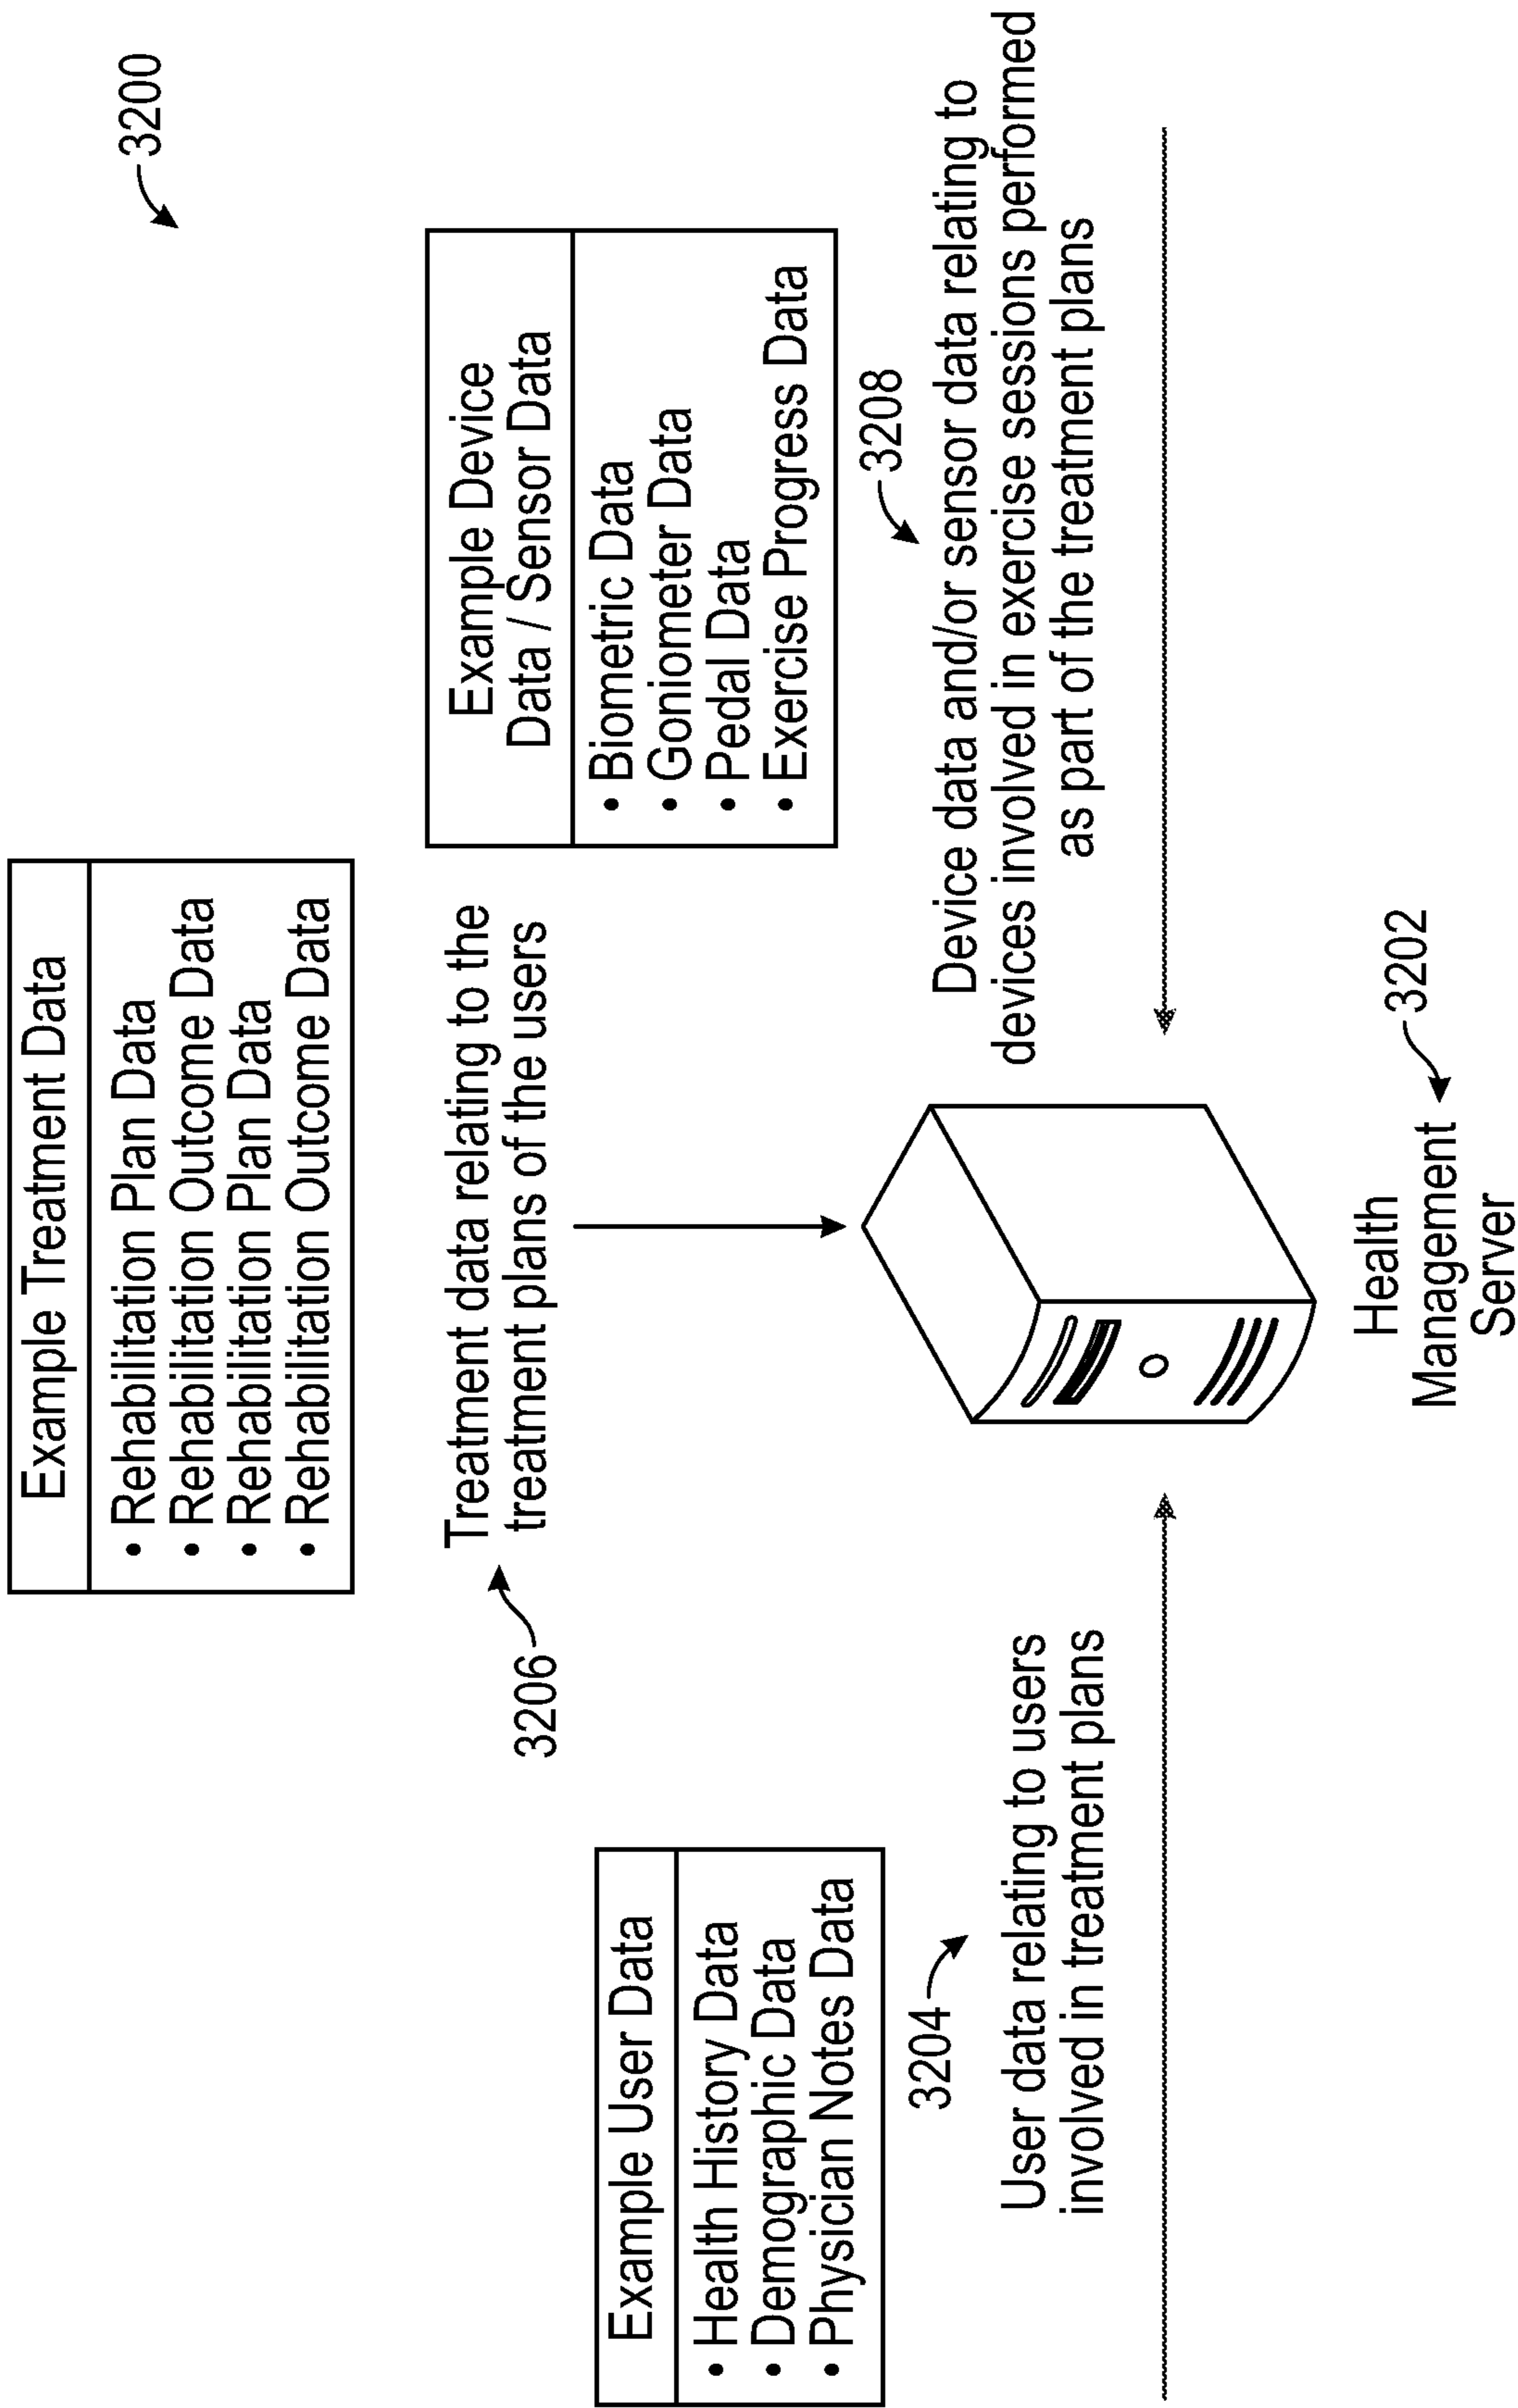 3200
Example Treatment Data
• Rehabilitation Plan Data
• Rehabilitation Outcome Data
• Rehabilitation Plan Data
• Rehabilitation Outcome Data
3206
Treatment data relating to the
treatment plans of the users
Example User Data
• Health History Data
• Demographic Data
• Physician Notes Data
3204
User data relating to users
involved in treatment plans
Example Device
Data / Sensor Data
• Biometric Data
• Goniometer Data
• Pedal Data
• Exercise Progress Data
3208
Device data and/or sensor data relating to
devices involved in exercise sessions performed
as part of the treatment plans
Health
Management
Server
3202